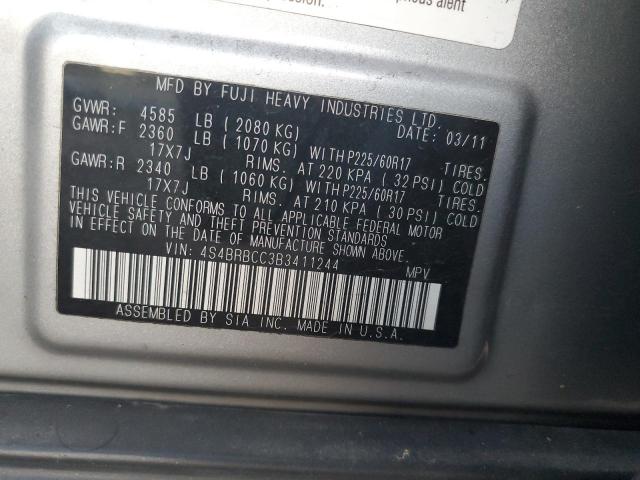 phous alent
MFD BY FUJI HEAVY INDUSTRIES LTD.
GVWR: 4585 LB (2080 KG) DATE: 03/11
GAWR:F 2360 LB (1070 KG) WITH P225/60R17 TIRES.
17X7J RIMS. AT 220 KPA (32 PSI) COLD
GAWR:R 2340 LB (1060 KG) WITH P225/60R17 TIRES.
17X7J RIMS. AT 210 KPA (30 PSI) COLD
THIS VEHICLE CONFORMS TO ALL APPLICABLE FEDERAL MOTOR
VEHICLE SAFETY AND THEFT PREVENTION STANDARDS
IN EFFECT ON THE DATE OF MANUFACTURE SHOWN ABOVE.
VIN: 4S4BRBCC3B3411244 MPV
ASSEMBLED BY SIA INC. MADE IN U.S.A.